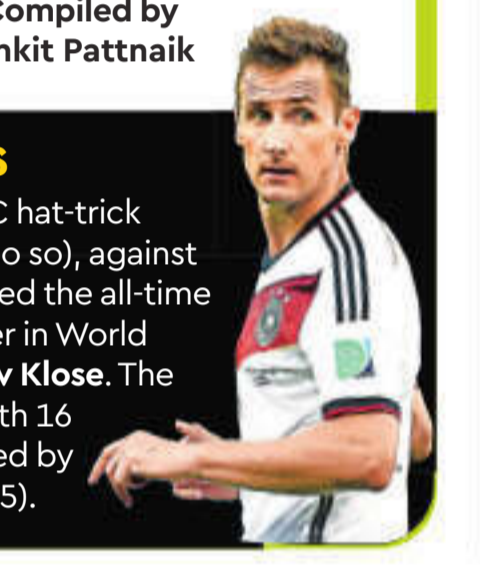 Compiled by
nkit Pattnaik
S
C hat-trick
o so), against
ed the all-time
er in World
v Klose. The
th 16
ed by
5).